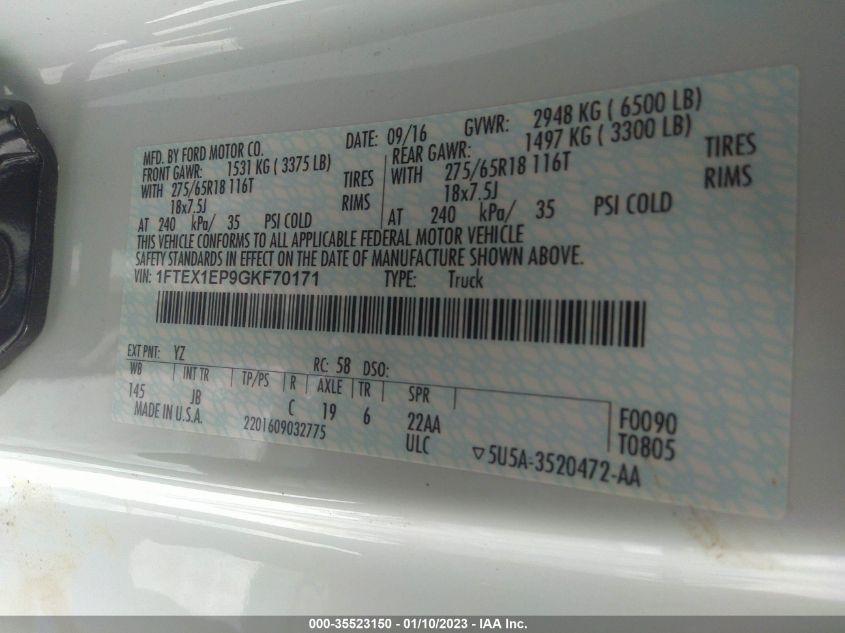 MFD. BY FORD MOTOR CO. DATE: 09/16 GVWR: 2948 KG ( 6500 LB)
FRONT GAWR: 1531 KG ( 3375 LB) REAR GAWR: 1497 KG ( 3300 LB)
WITH 275/65R18 116T TIRES WITH 275/65R18 116T TIRES
18x7.5J RIMS 18x7.5J RIMS
AT 240 kPa/ 35 PSI COLD AT 240 kPa/ 35 PSI COLD
THIS VEHICLE CONFORMS TO ALL APPLICABLE FEDERAL MOTOR VEHICLE
SAFETY STANDARDS IN EFFECT ON THE DATE OF MANUFACTURE SHOWN ABOVE.
VIN: 1FTEX1EP9GKF70171 TYPE: Truck
EXT PNT: YZ RC: 58 DSO:
WB INT TR TP/PS R AXLE TR SPR
145 JB C 19 6 22AA F0090
MADE IN U.S.A. 2201609032775 ULC T0805
▽5U5A-3520472-AA
000-35523150 - 01/10/2023 - IAA Inc.